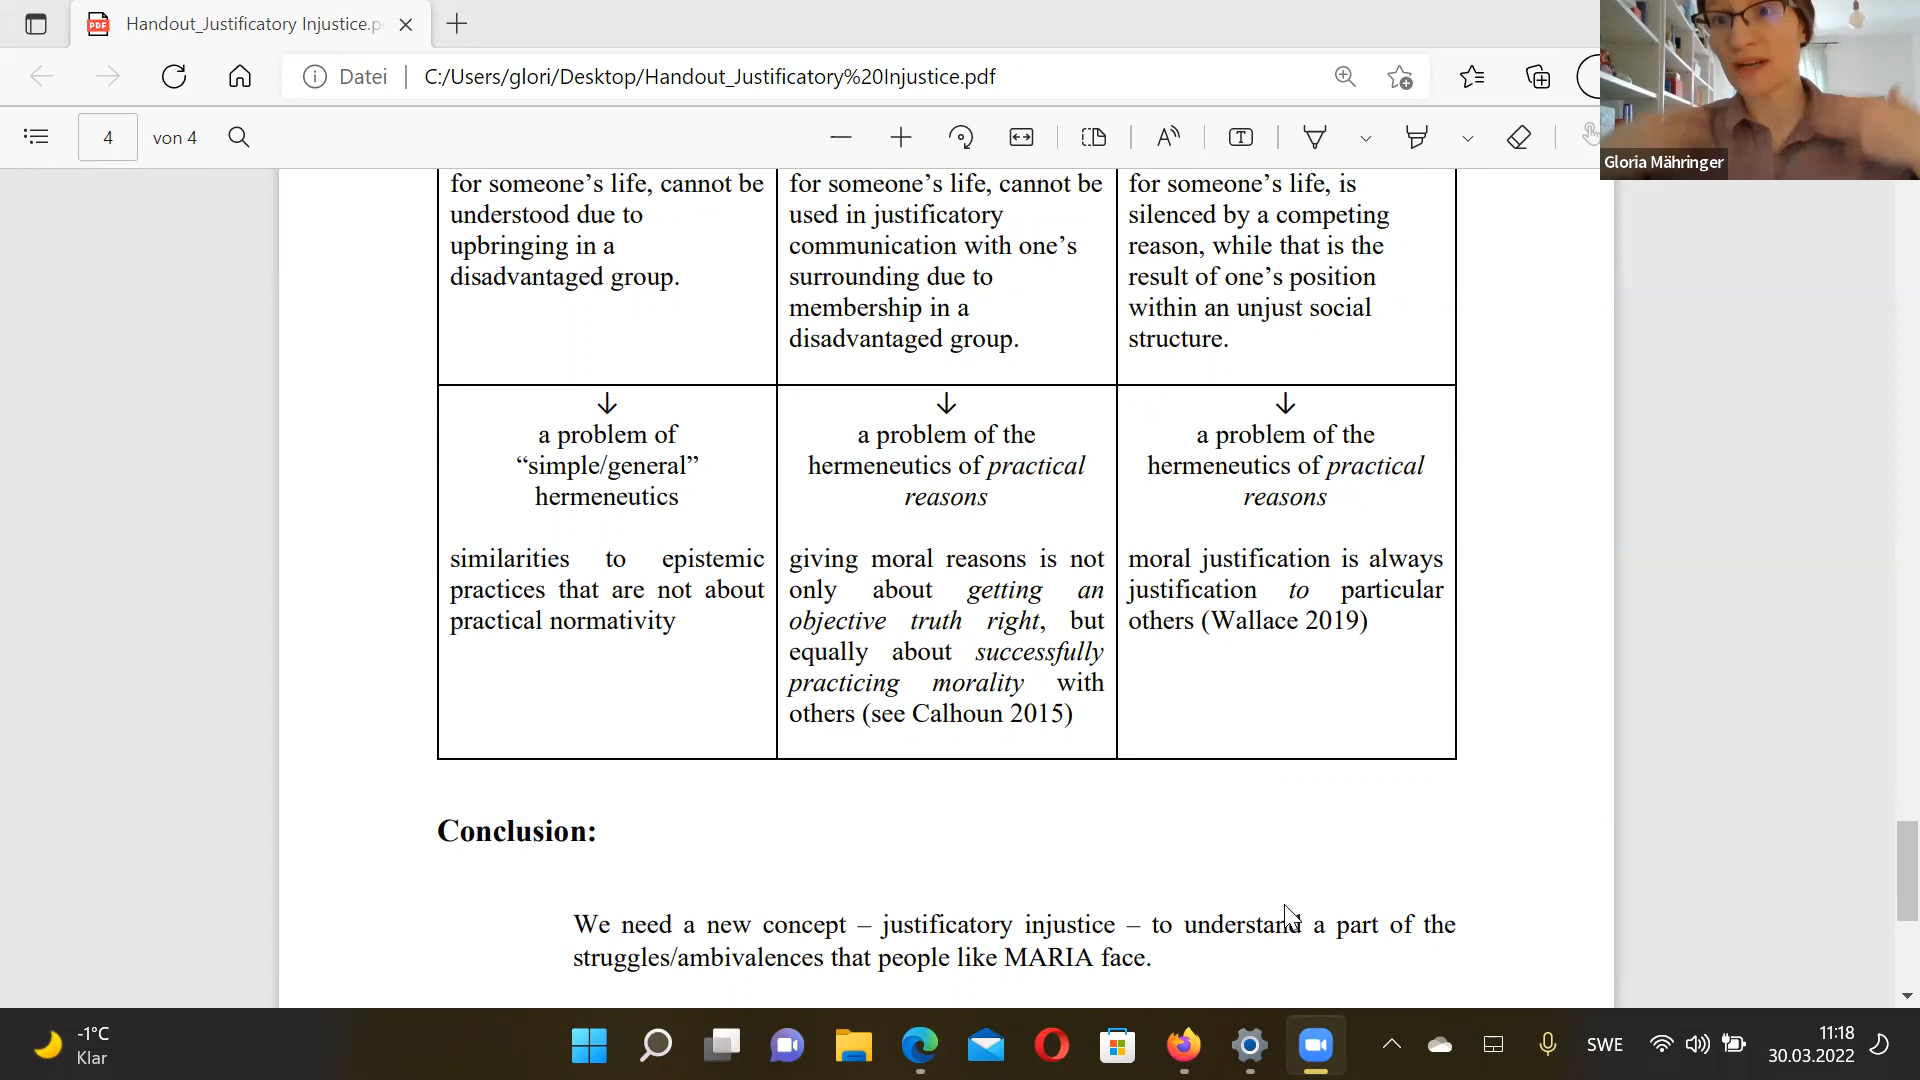 Handout_Justificatory Injustice.p
Datei
C:/Users/glori/Desktop/Handout_Justificatory%20Injustice.pdf
4
von 4
Gloria Mähringer
for someone’s life, cannot be
understood due to
upbringing in a
disadvantaged group.
for someone’s life, cannot be
used in justificatory
communication with one’s
surrounding due to
membership in a
disadvantaged group.
for someone’s life, is
silenced by a competing
reason, while that is the
result of one’s position
within an unjust social
structure.
↓
a problem of
“simple/general”
hermeneutics
similarities to epistemic
practices that are not about
practical normativity
↓
a problem of the
hermeneutics of practical
reasons
giving moral reasons is not
only about getting an
objective truth right, but
equally about successfully
practicing morality with
others (see Calhoun 2015)
↓
a problem of the
hermeneutics of practical
reasons
moral justification is always
justification to particular
others (Wallace 2019)
Conclusion:
We need a new concept – justificatory injustice – to understand a part of the
struggles/ambivalences that people like MARIA face.
-1°C
Klar
SWE
11:18
30.03.2022